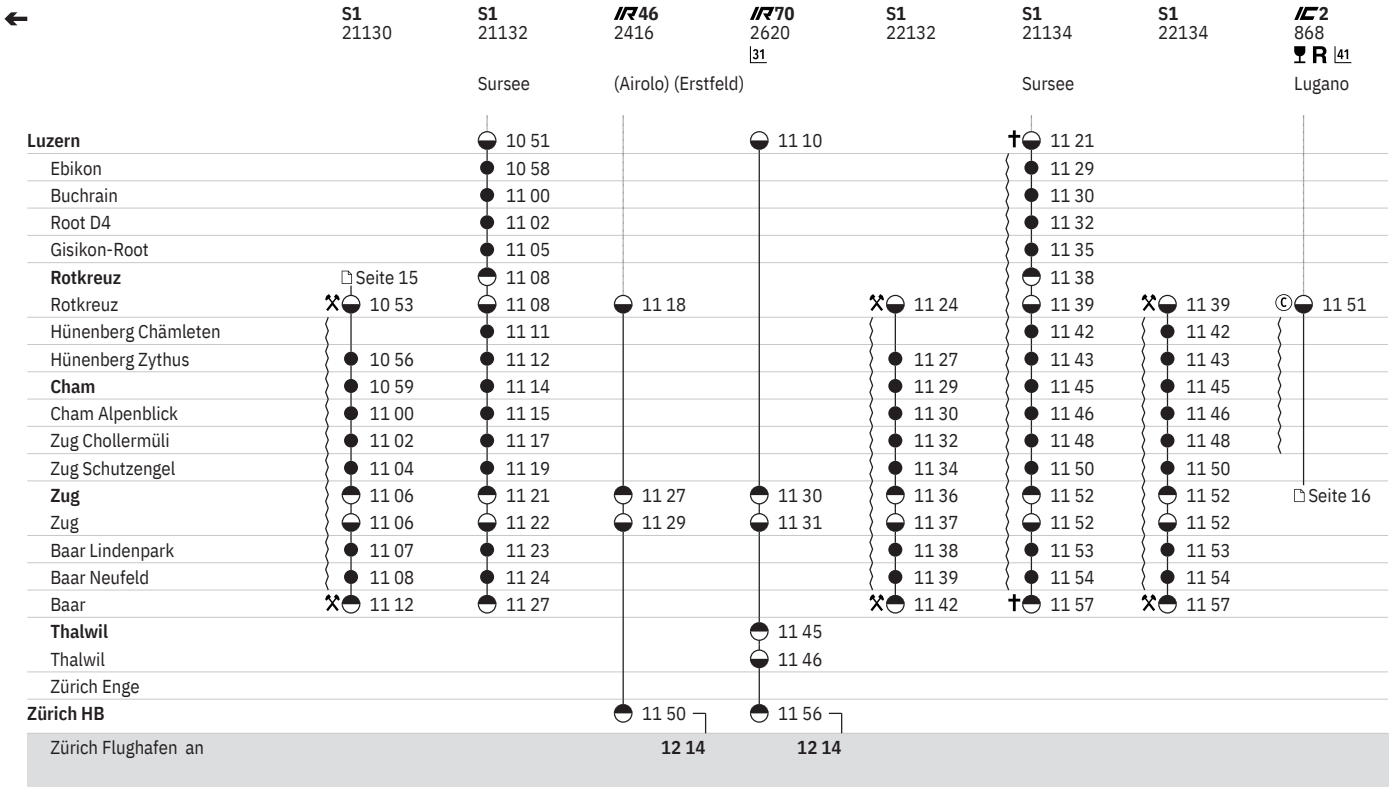 S1 S1 IR46 IR70 S1 S1 S1 IC2
21130 21132 2416 2620 22132 21134 22134 868
31 R 41
Sursee (Airolo) (Erstfeld) Sursee Lugano
Luzern 10 51 11 10 11 21
Ebikon 10 58 11 29
Buchrain 11 00 11 30
Root D4 11 02 11 32
Gisikon-Root 11 05 11 35
Rotkreuz Seite 15 11 08 11 38
Rotkreuz 10 53 11 08 11 18 11 24 11 39 11 39 C 11 51
Hünenberg Chämleten 11 11 11 42 11 42
Hünenberg Zythus 10 56 11 12 11 27 11 43 11 43
Cham 10 59 11 14 11 29 11 45 11 45
Cham Alpenblick 11 00 11 15 11 30 11 46 11 46
Zug Chollermüli 11 02 11 17 11 32 11 48 11 48
Zug Schutzengel 11 04 11 19 11 34 11 50 11 50
Zug 11 06 11 21 11 27 11 30 11 36 11 52 11 52 Seite 16
Zug 11 06 11 22 11 29 11 31 11 37 11 52 11 52
Baar Lindenpark 11 07 11 23 11 38 11 53 11 53
Baar Neufeld 11 08 11 24 11 39 11 54 11 54
Baar 11 12 11 27 11 42 11 57 11 57
Thalwil 11 45
Thalwil 11 46
Zürich Enge
Zürich HB 11 50 11 56
Zürich Flughafen an 12 14 12 14